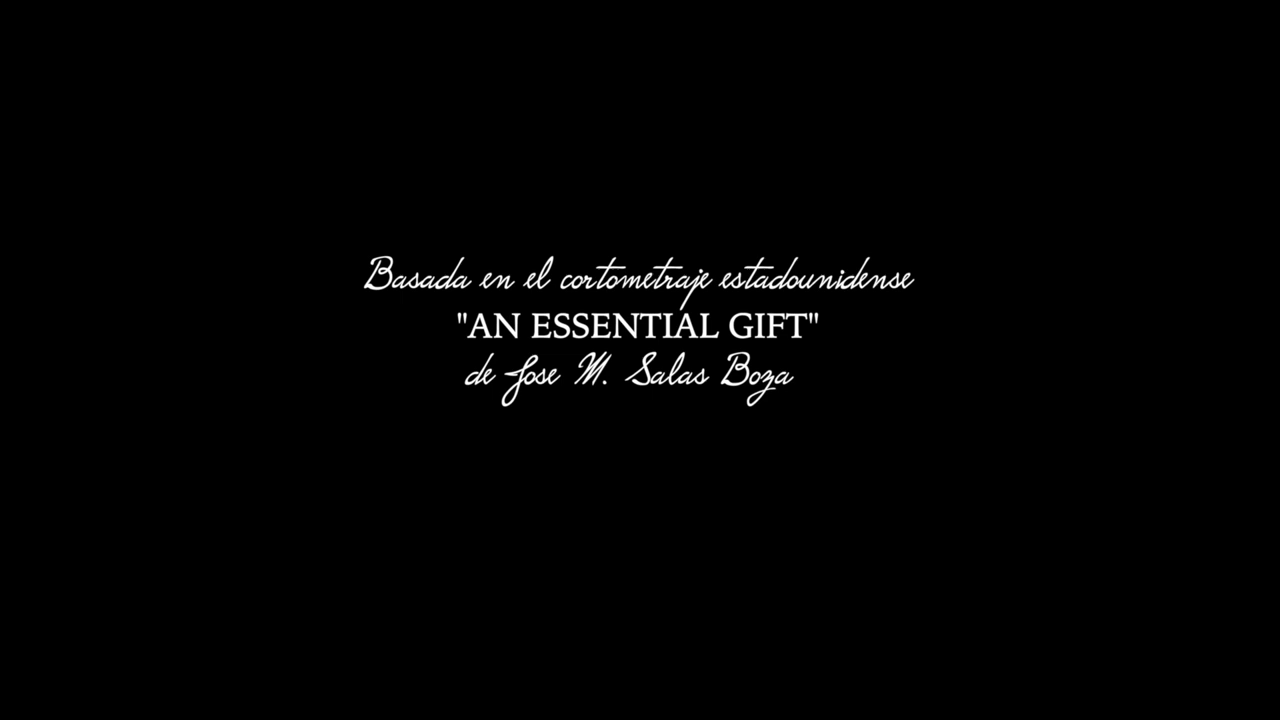 Basada en el cortometraje estadounidense
"AN ESSENTIAL GIFT"
de Jose M. Salas Boza